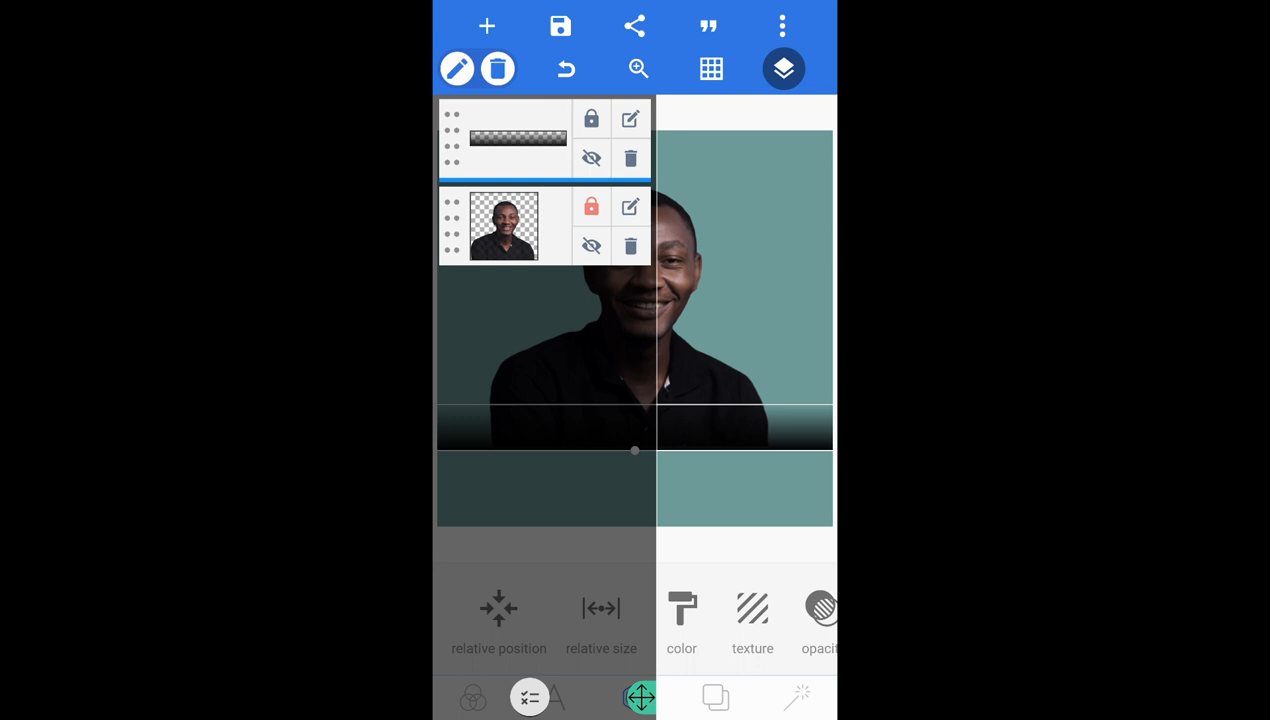 relative position
relative size
color
texture
opacit